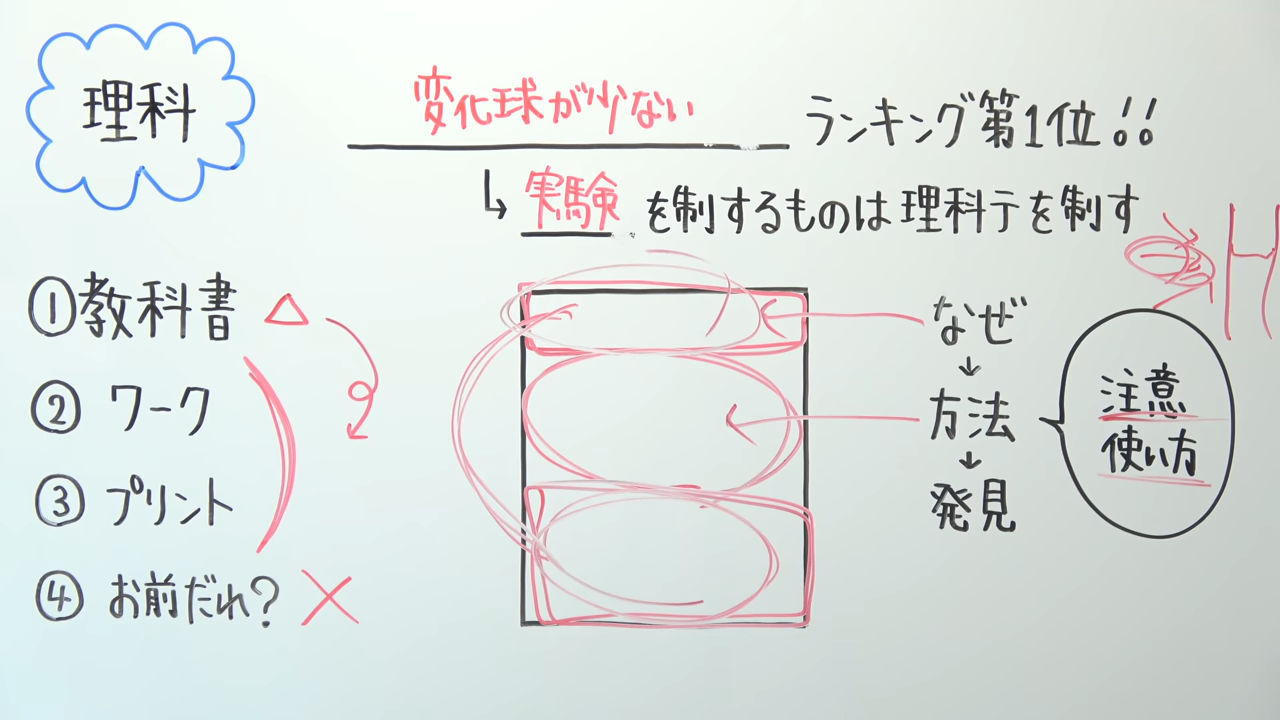 理科
変化球が少ない ランキング第1位!!
↳ 実験 を制するものは理科テを制す
①教科書 △
② ワーク
③ プリント
④ お前だれ? ×
なぜ
↓
方法
↓
発見
注意
使い方